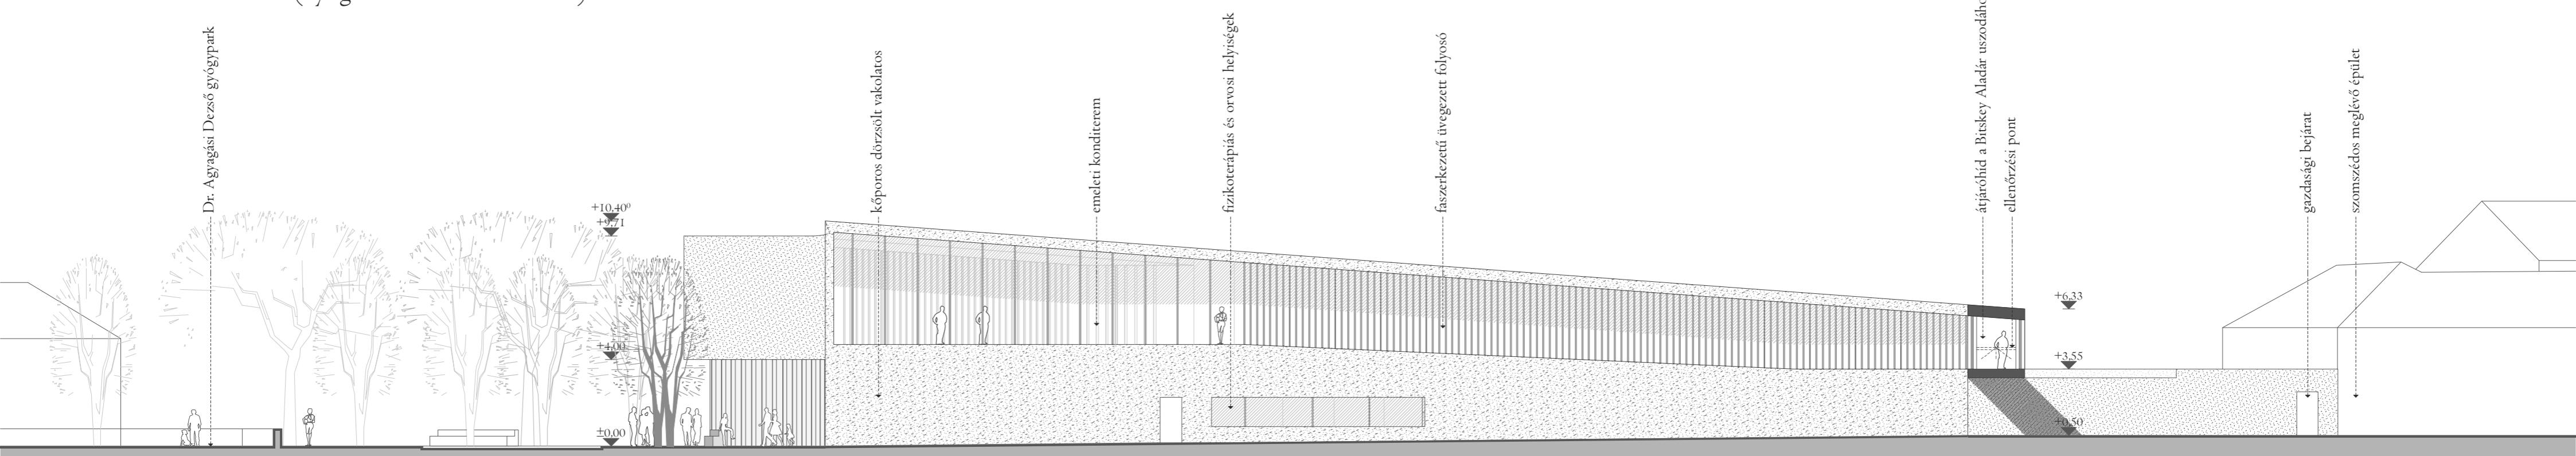 Dr. Agyagási Dezső gyógypark
+10,40
+9,71
+4,00
±0,00
kőporos dörzsölt vakolatos
emeleti konditerem
fizikoterápiás és orvosi helyiségek
faszerkezetű üvegezett folyosó
átjáróhíd a Bitskey Aladár
ellenőrzési pont
+6,33
+3,55
+0,50
gazdasági bejárat
szomszédos meglévő épület